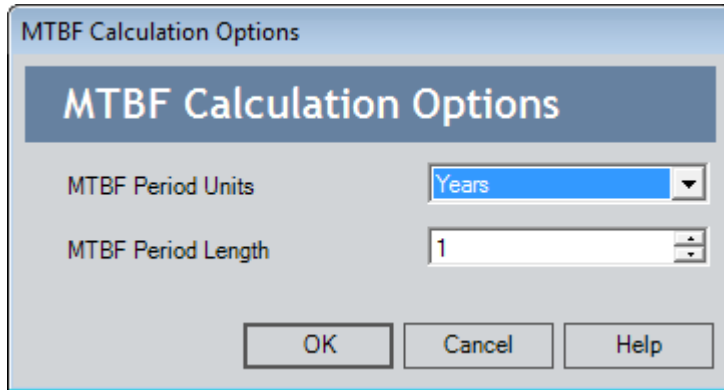 MTBF Calculation Options
MTBF Calculation Options
MTBF Period Units Years
MTBF Period Length 1
OK Cancel Help